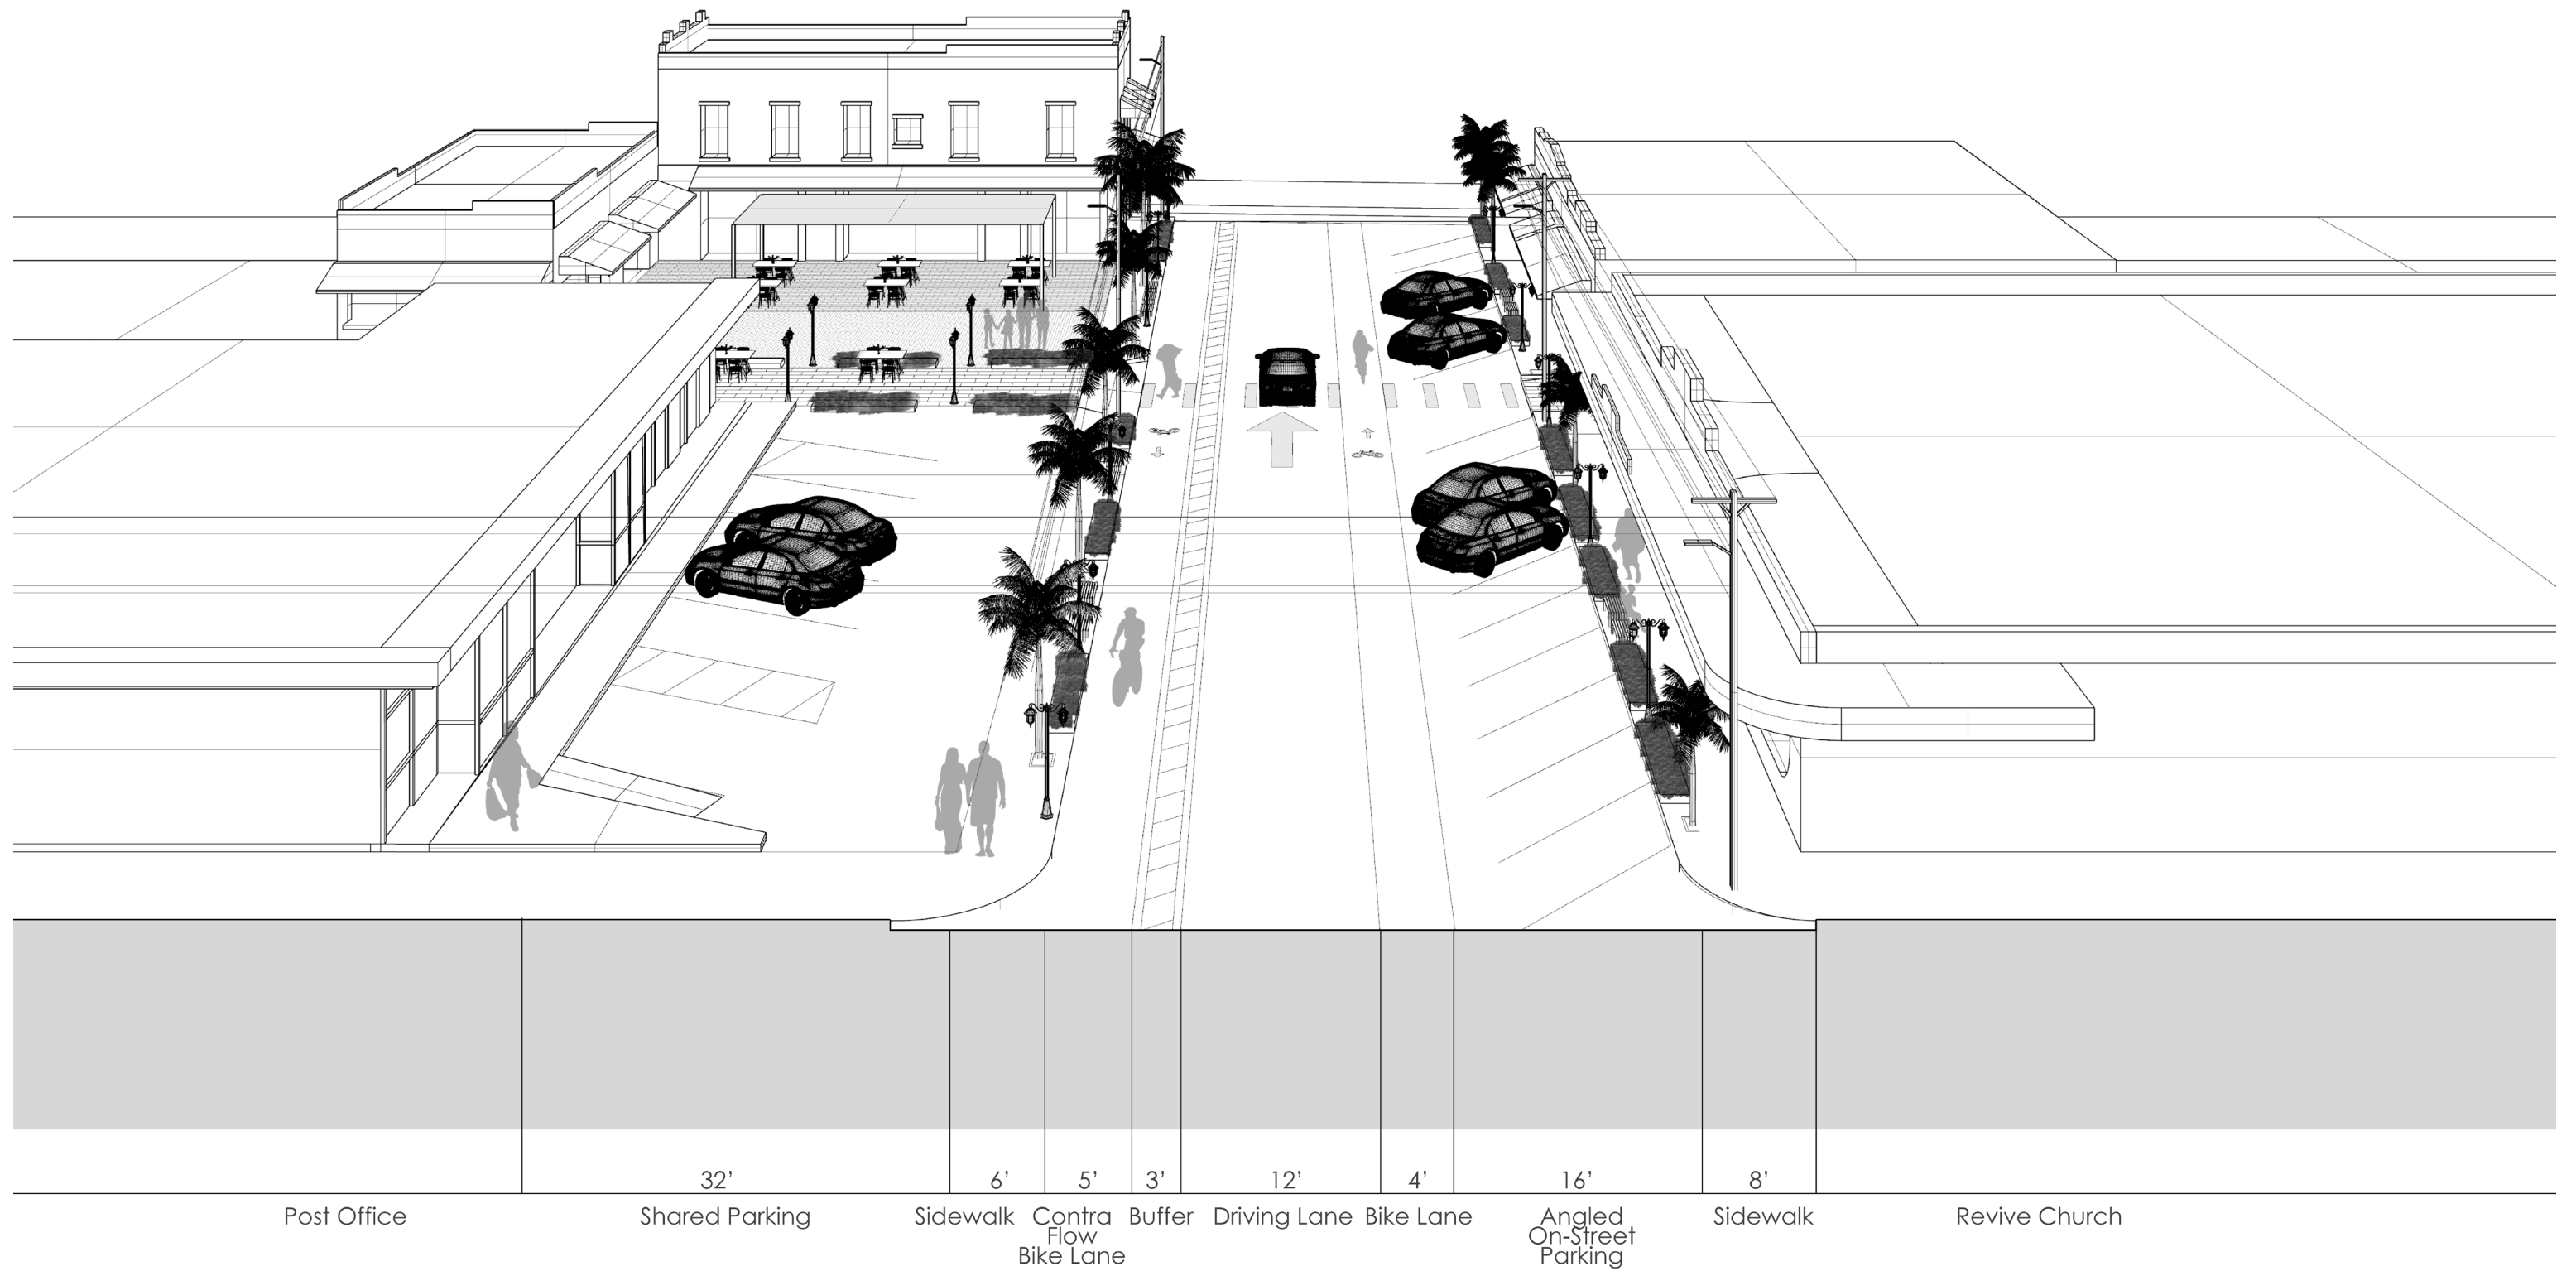 32’ 6’ 5’ 3’ 12’ 4’ 16’ 8’
Post Office Shared Parking Sidewalk Contra Buffer Driving Lane Bike Lane Angled Sidewalk Revive Church
Flow On-Street
Bike Lane Parking